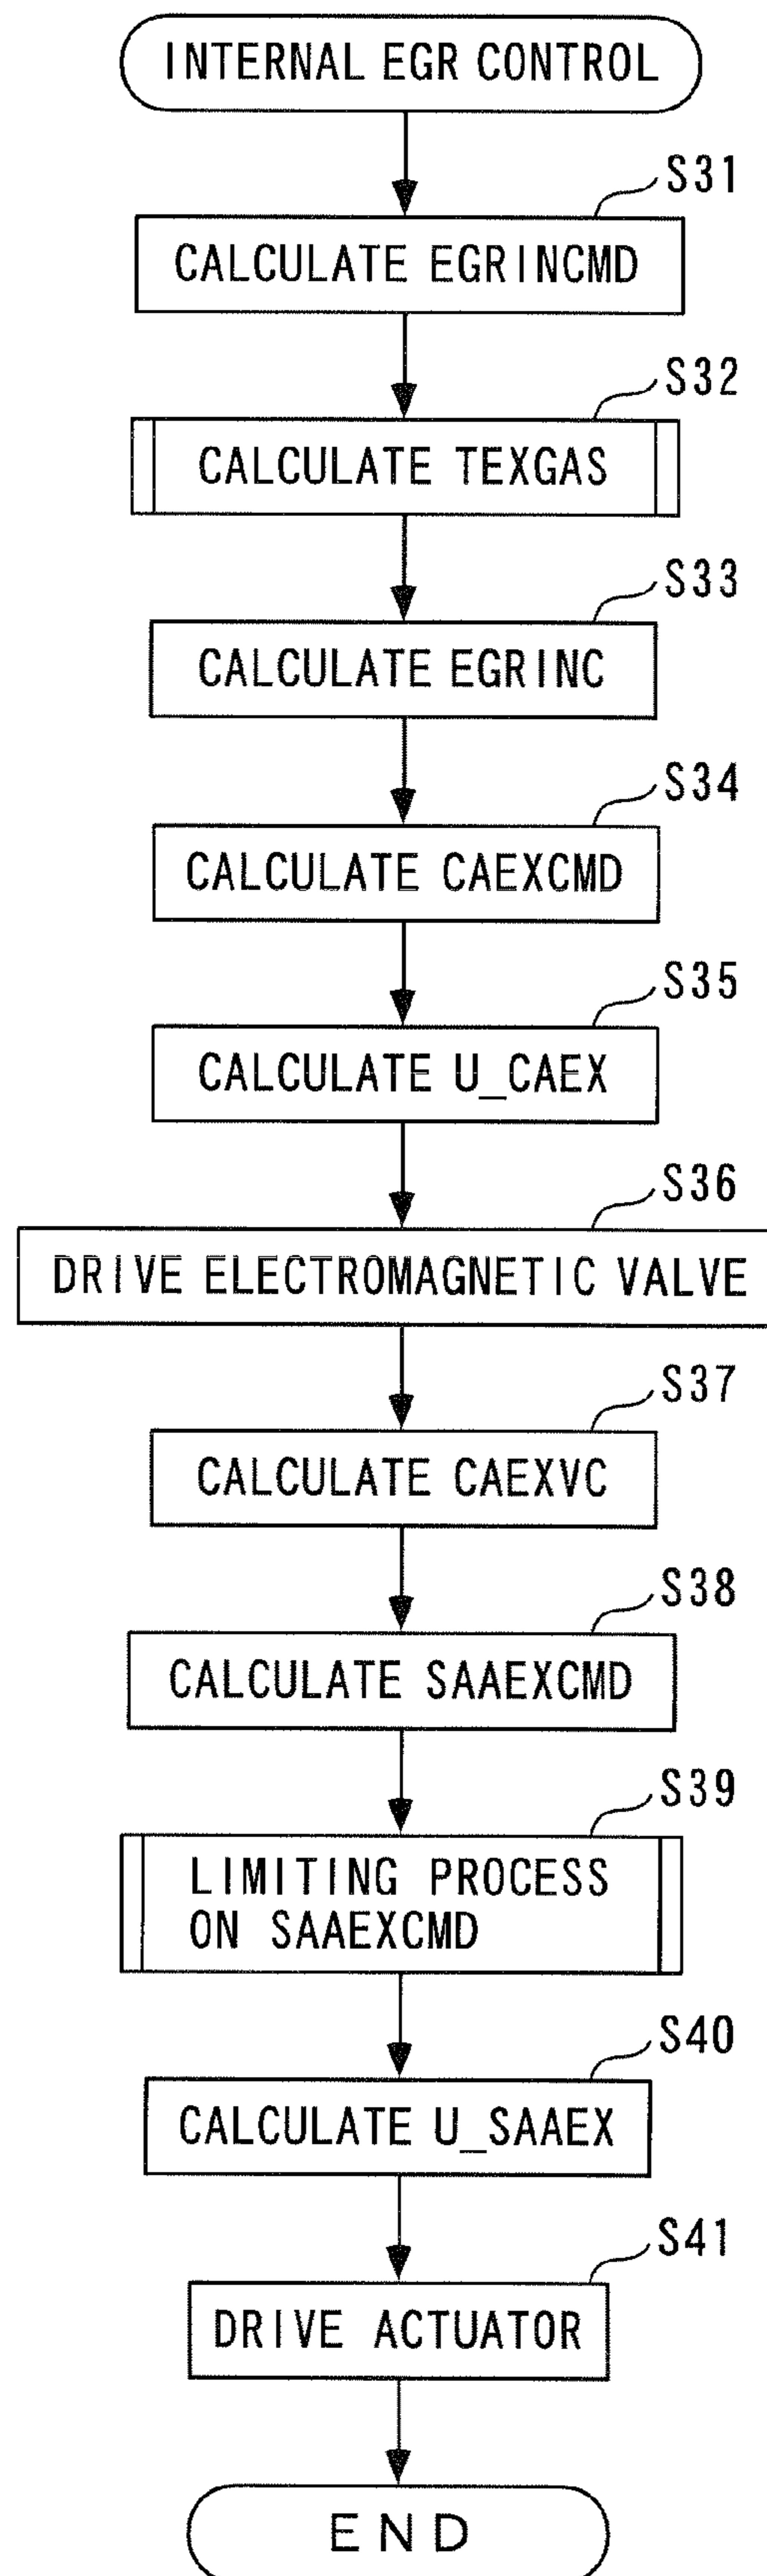 INTERNAL EGR CONTROL
S31
CALCULATE EGRINCMD
S32
CALCULATE TEXGAS
S33
CALCULATE EGRINC
S34
CALCULATE CAEXCMD
S35
CALCULATE U_CAEX
S36
DRIVE ELECTROMAGNETIC VALVE
S37
CALCULATE CAEXVC
S38
CALCULATE SAAEXCMD
S39
LIMITING PROCESS
ON SAAEXCMD
S40
CALCULATE U_SAAEX
S41
DRIVE ACTUATOR
END